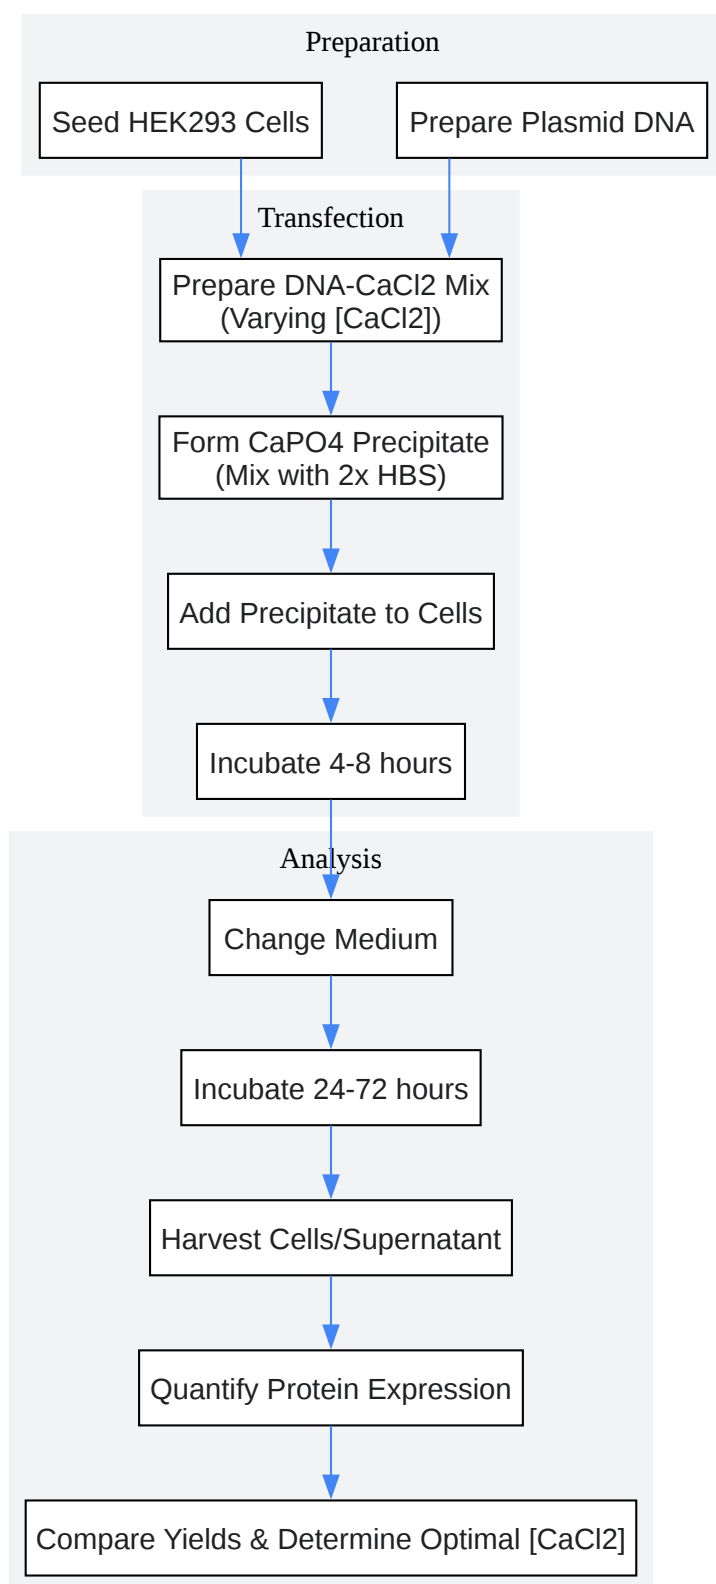 Preparation
Seed HEK293 Cells
Prepare Plasmid DNA
Transfection
Prepare DNA-CaCl2 Mix
(Varying [CaCl2])
Form CaPO4 Precipitate
(Mix with 2x HBS)
Add Precipitate to Cells
Incubate 4-8 hours
Analysis
Change Medium
Incubate 24-72 hours
Harvest Cells/Supernatant
Quantify Protein Expression
Compare Yields & Determine Optimal [CaCl2]